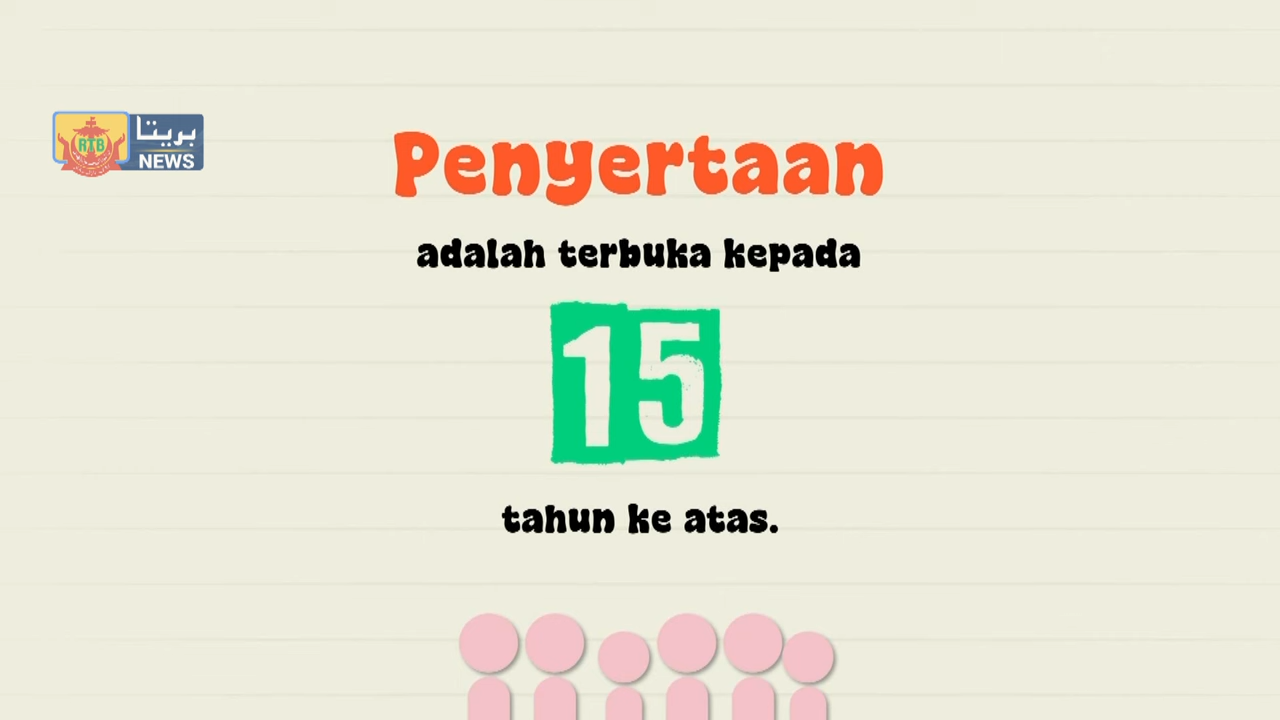 بريتا
RTB
NEWS
Penyertaan
adalah terbuka kepada
15
tahun ke atas.